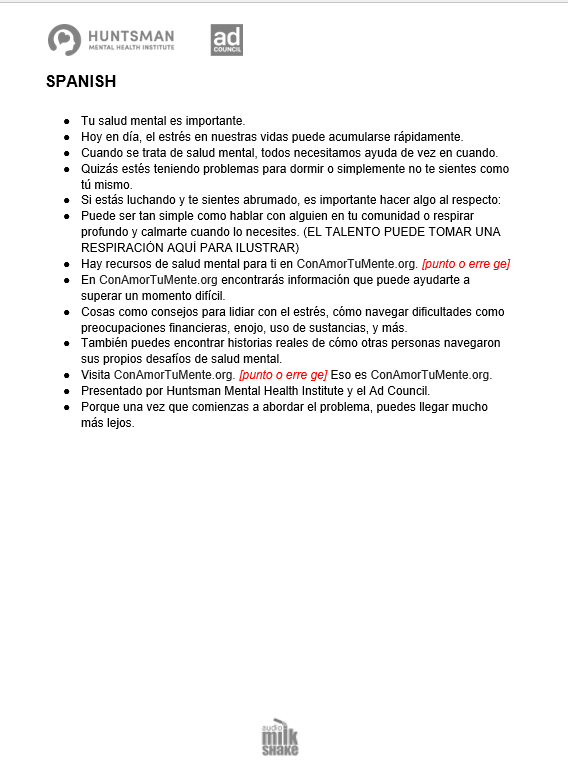 HUNTSMAN
MENTAL HEALTH INSTITUTE
ad
COUNCIL
SPANISH
● Tu salud mental es importante.
● Hoy en día, el estrés en nuestras vidas puede acumularse rápidamente.
● Cuando se trata de salud mental, todos necesitamos ayuda de vez en cuando.
● Quizás estés teniendo problemas para dormir o simplemente no te sientes como
tú mismo.
● Si estás luchando y te sientes abrumado, es importante hacer algo al respecto:
● Puede ser tan simple como hablar con alguien en tu comunidad o respirar
profundo y calmarte cuando lo necesites. (EL TALENTO PUEDE TOMAR UNA
RESPIRACIÓN AQUÍ PARA ILUSTRAR)
● Hay recursos de salud mental para ti en ConAmorTuMente.org. [punto o erre ge]
● En ConAmorTuMente.org encontrarás información que puede ayudarte a
superar un momento difícil.
● Cosas como consejos para lidiar con el estrés, cómo navegar dificultades como
preocupaciones financieras, enojo, uso de sustancias, y más.
● También puedes encontrar historias reales de cómo otras personas navegaron
sus propios desafíos de salud mental.
● Visita ConAmorTuMente.org. [punto o erre ge] Eso es ConAmorTuMente.org.
● Presentado por Huntsman Mental Health Institute y el Ad Council.
● Porque una vez que comienzas a abordar el problema, puedes llegar mucho
más lejos.
audio
milk
SHAKE